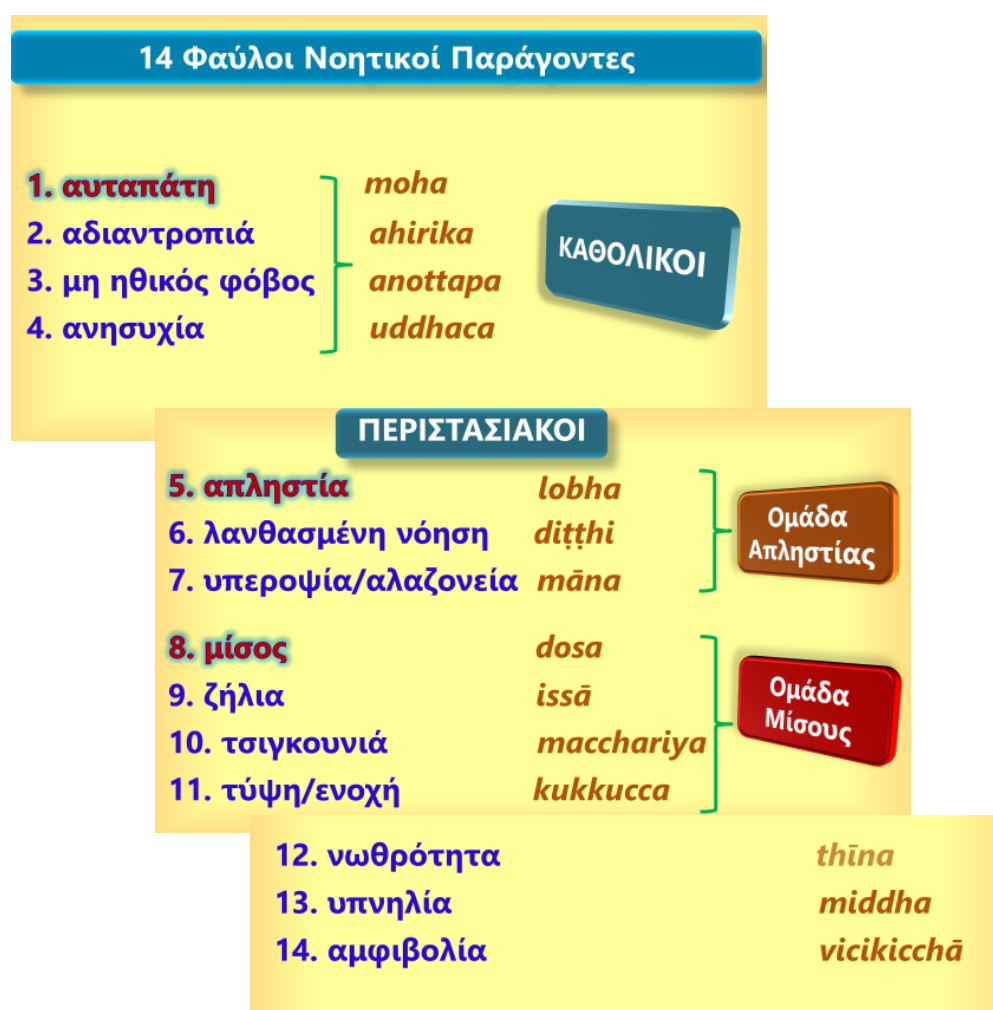 14 Φαύλοι Νοητικοί Παράγοντες
1. αυταπάτη moha
2. αδιαντροπιά ahirika
3. μη ηθικός φόβος anottapa
4. ανησυχία uddhaca
ΚΑΘΟΛΙΚΟΙ
ΠΕΡΙΣΤΑΣΙΑΚΟΙ
5. απληστία lobha
6. λανθασμένη νόηση diṭṭhi
7. υπεροψία/αλαζονεία māna
Ομάδα
Απληστίας
8. μίσος dosa
9. ζήλια issā
10. τσιγκουνιά macchariya
11. τύψη/ενοχή kukkucca
Ομάδα
Μίσους
12. νωθρότητα thīna
13. υπνηλία middha
14. αμφιβολία vicikicchā